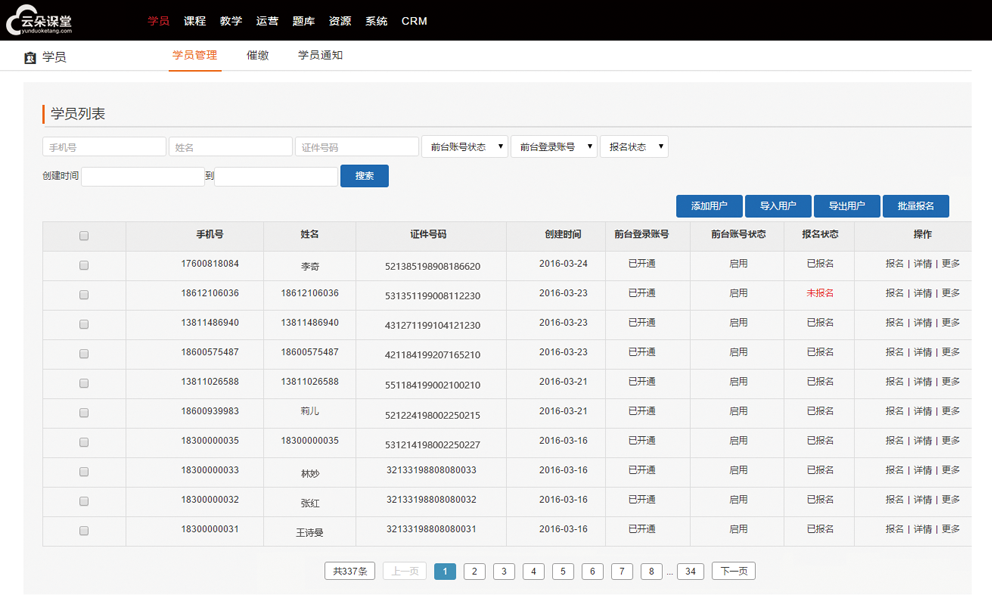 云朵课堂 学员 课程 教学 运营 题库 资源 系统 CRM
yunduoketang.com
学员 学员管理 催缴 学员通知
学员列表
手机号 姓名 证件号码 前台账号状态 前台登录账号 报名状态
创建时间 到 搜索
添加用户 导入用户 导出用户 批量报名
手机号 姓名 证件号码 创建时间 前台登录账号 前台账号状态 报名状态 操作
17600818084 李奇 521385198908186620 2016-03-24 已开通 启用 已报名 报名 | 详情 | 更多
18612106036 18612106036 531351199008112230 2016-03-23 已开通 启用 未报名 报名 | 详情 | 更多
13811486940 13811486940 431271199104121230 2016-03-23 已开通 启用 已报名 报名 | 详情 | 更多
18600575487 18600575487 421184199207165210 2016-03-23 已开通 启用 已报名 报名 | 详情 | 更多
13811026588 13811026588 551184199002100210 2016-03-21 已开通 启用 已报名 报名 | 详情 | 更多
18600939983 莉儿 521224198002250215 2016-03-21 已开通 启用 已报名 报名 | 详情 | 更多
18300000035 18300000035 531214198002250227 2016-03-16 已开通 启用 已报名 报名 | 详情 | 更多
18300000033 林妙 32133198808080033 2016-03-16 已开通 启用 已报名 报名 | 详情 | 更多
18300000032 张红 32133198808080032 2016-03-16 已开通 启用 已报名 报名 | 详情 | 更多
18300000031 王诗曼 32133198808080031 2016-03-16 已开通 启用 已报名 报名 | 详情 | 更多
共337条 上一页 1 2 3 4 5 6 7 8 ... 34 下一页